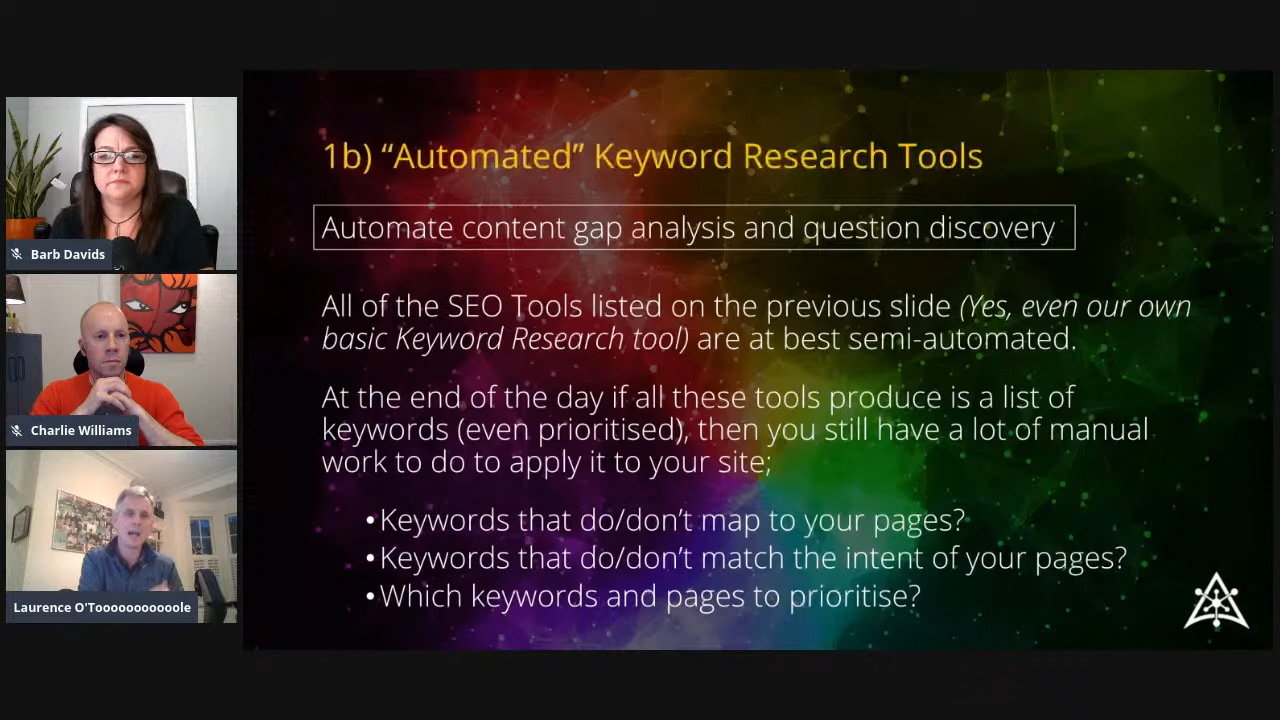 Barb Davids
Charlie Williams
Laurence O'Tooooooooooole
1b) “Automated” Keyword Research Tools
Automate content gap analysis and question discovery
All of the SEO Tools listed on the previous slide (Yes, even our own
basic Keyword Research tool) are at best semi-automated.
At the end of the day if all these tools produce is a list of
keywords (even prioritised), then you still have a lot of manual
work to do to apply it to your site;
•Keywords that do/don’t map to your pages?
•Keywords that do/don’t match the intent of your pages?
•Which keywords and pages to prioritise?